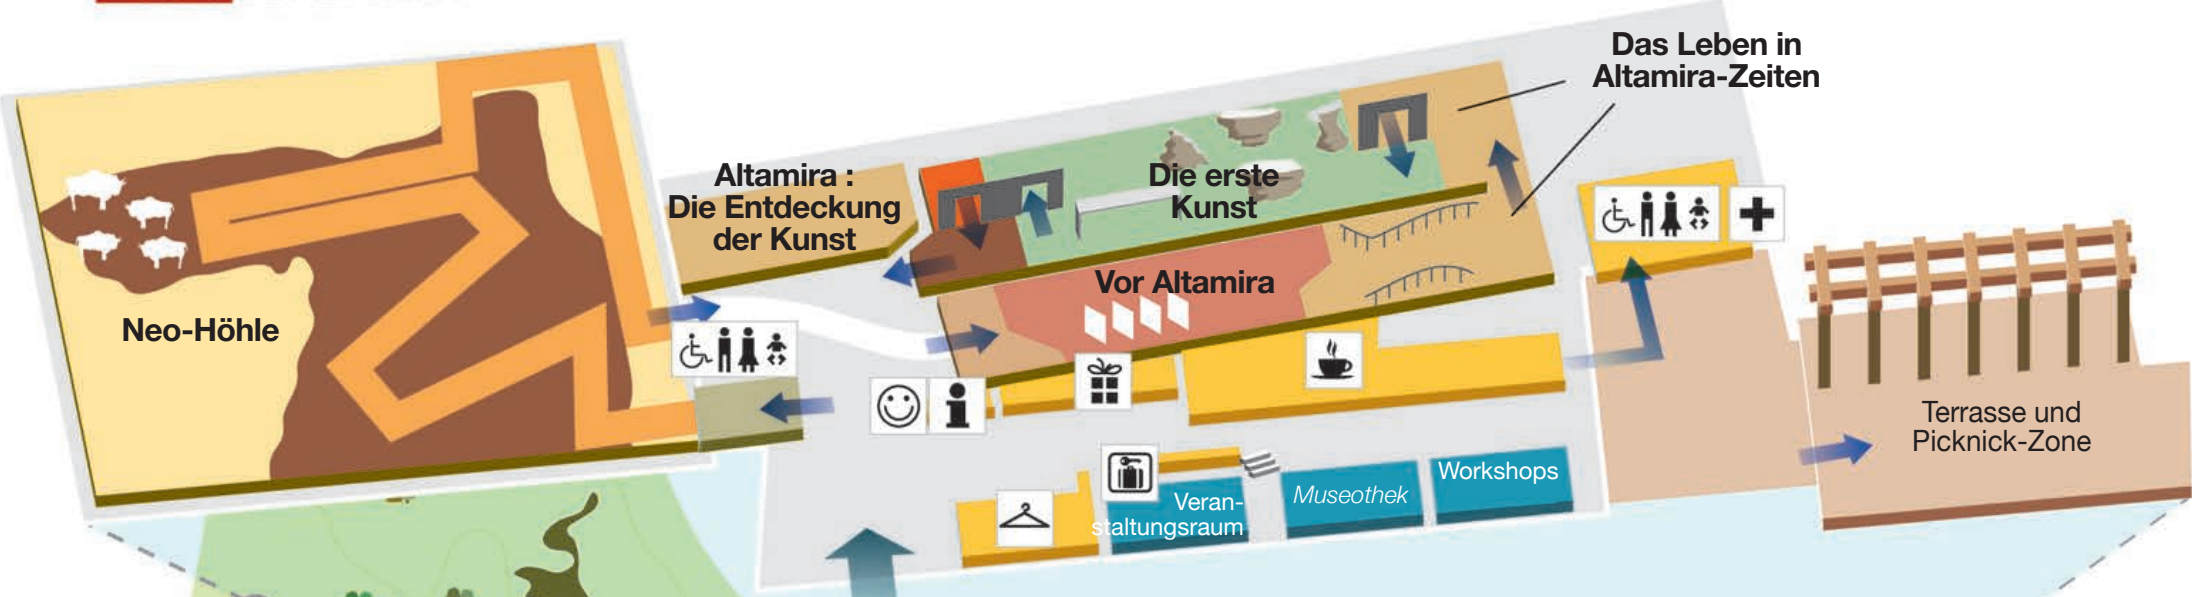 Das Leben in
Altamira-Zeiten
Altamira :
Die Entdeckung
der Kunst
Die erste
Kunst
Vor Altamira
Neo-Höhle
Terrasse und
Picknick-Zone
Workshops
Museothek
Veran-
staltungsraum